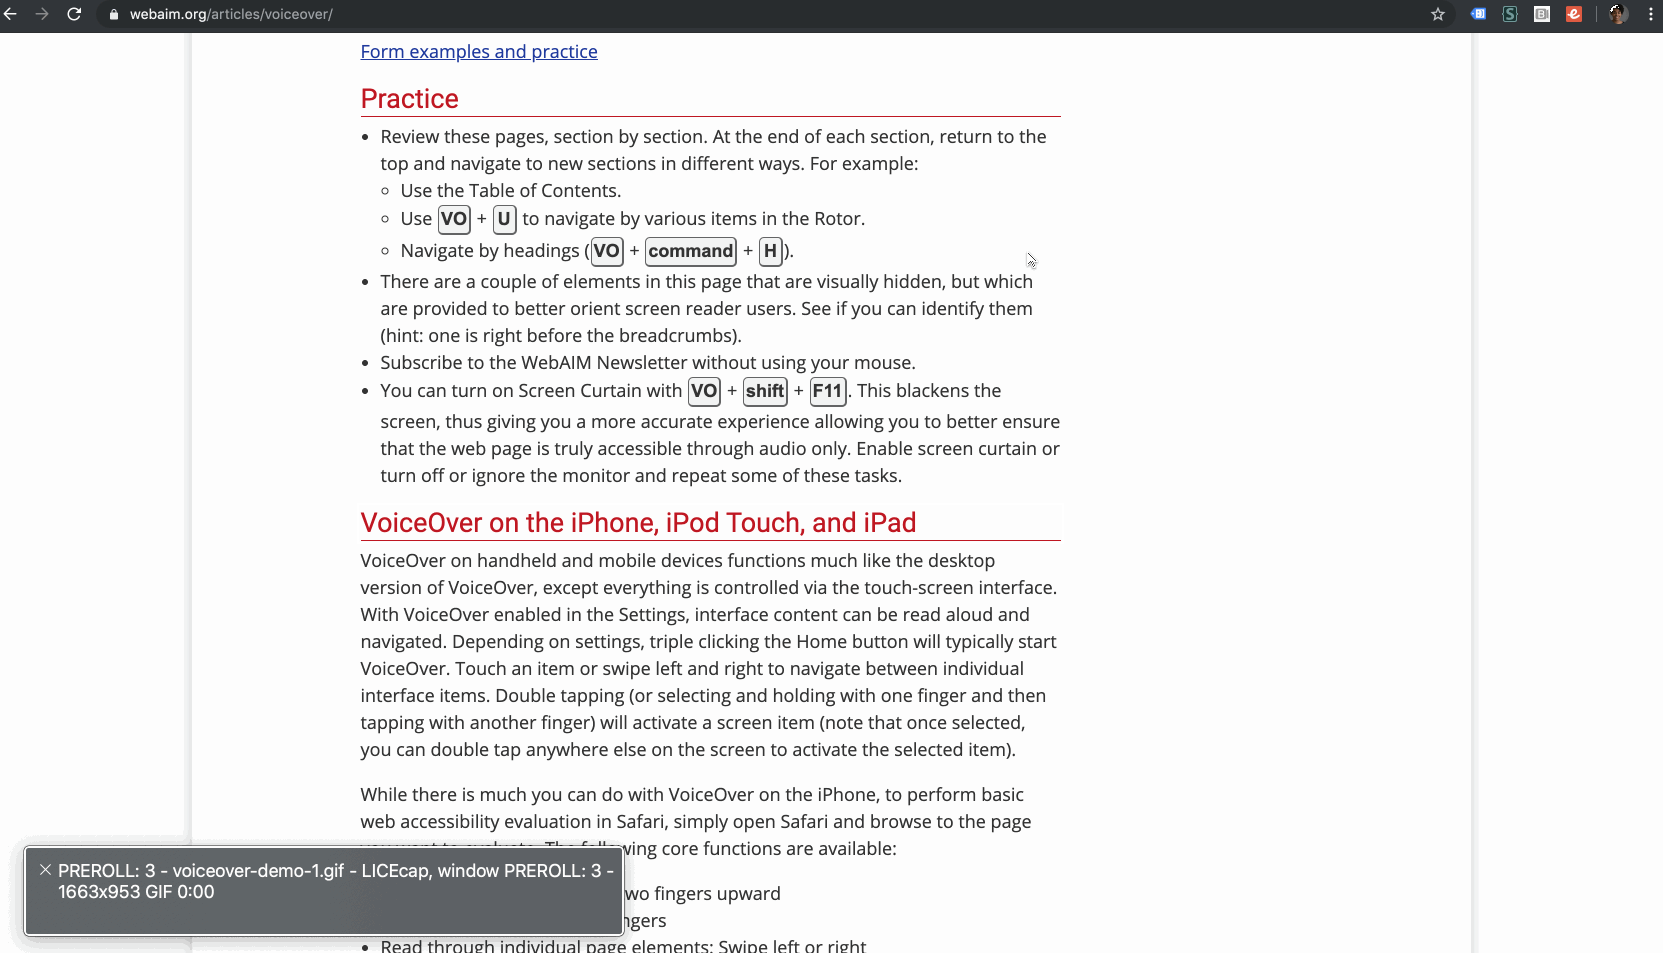 webaim.org/articles/voiceover/
Form examples and practice
Practice
• Review these pages, section by section. At the end of each section, return to the
top and navigate to new sections in different ways. For example:
◦ Use the Table of Contents.
◦ Use VO + U to navigate by various items in the Rotor.
◦ Navigate by headings (VO + command + H).
• There are a couple of elements in this page that are visually hidden, but which
are provided to better orient screen reader users. See if you can identify them
(hint: one is right before the breadcrumbs).
• Subscribe to the WebAIM Newsletter without using your mouse.
• You can turn on Screen Curtain with VO + shift + F11. This blackens the
screen, thus giving you a more accurate experience allowing you to better ensure
that the web page is truly accessible through audio only. Enable screen curtain or
turn off or ignore the monitor and repeat some of these tasks.
VoiceOver on the iPhone, iPod Touch, and iPad
VoiceOver on handheld and mobile devices functions much like the desktop
version of VoiceOver, except everything is controlled via the touch-screen interface.
With VoiceOver enabled in the Settings, interface content can be read aloud and
navigated. Depending on settings, triple clicking the Home button will typically start
VoiceOver. Touch an item or swipe left and right to navigate between individual
interface items. Double tapping (or selecting and holding with one finger and then
tapping with another finger) will activate a screen item (note that once selected,
you can double tap anywhere else on the screen to activate the selected item).
While there is much you can do with VoiceOver on the iPhone, to perform basic
web accessibility evaluation in Safari, simply open Safari and browse to the page
you want to evaluate. The following core functions are available:
PREROLL: 3 - voiceover-demo-1.gif - LICEcap, window PREROLL: 3 -
1663x953 GIF 0:00
fingers upward
• Read through individual page elements: Swipe left or right